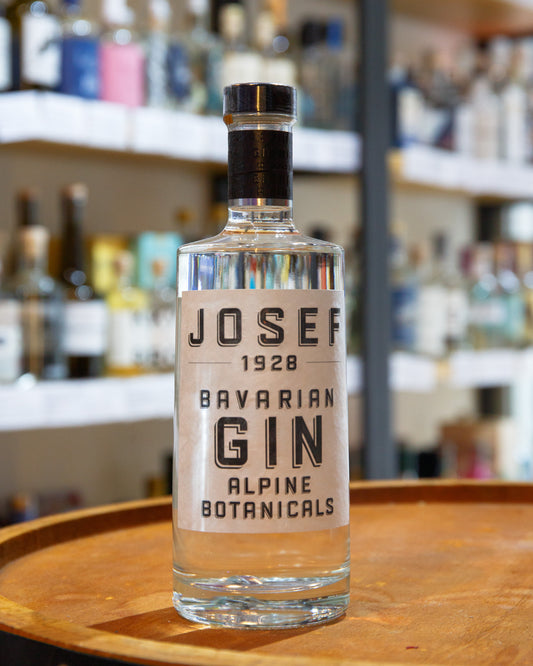 JOSEF
1928
BAVARIAN
GIN
ALPINE
BOTANICALS